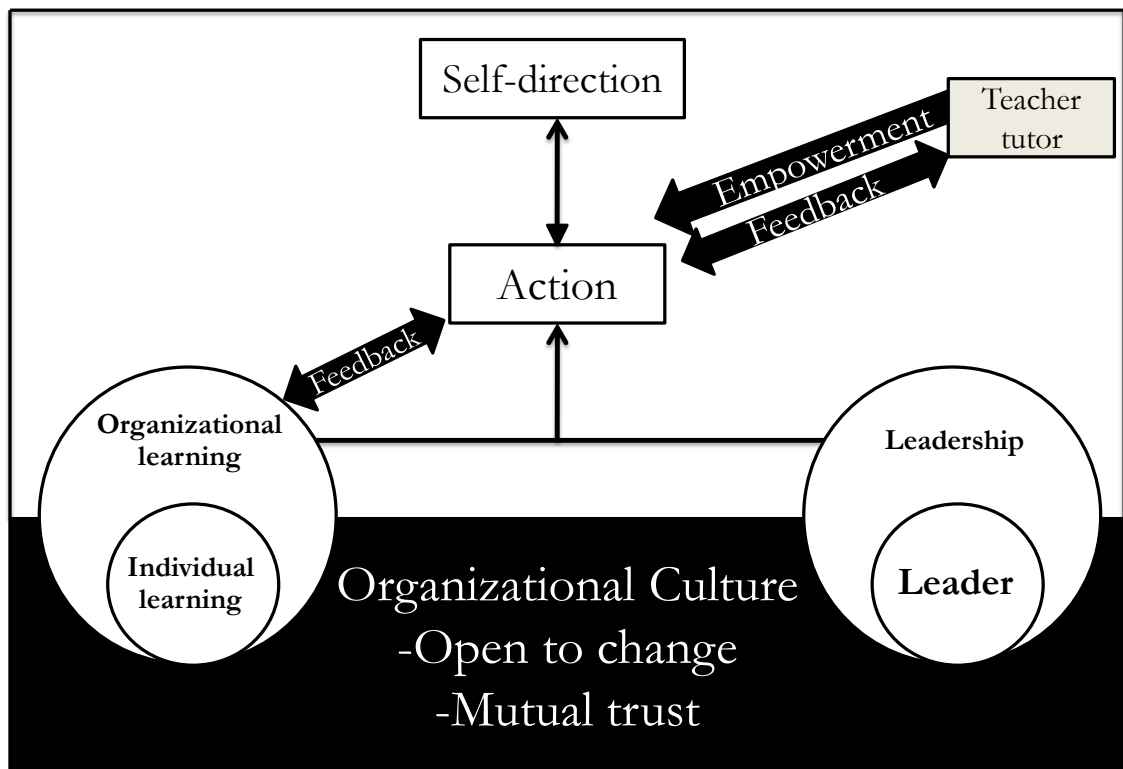 Self-direction
Teacher
tutor
Empowerment
Feedback
Action
Feedback
Organizational
learning
Leadership
Individual
learning
Leader
Organizational Culture
-Open to change
-Mutual trust